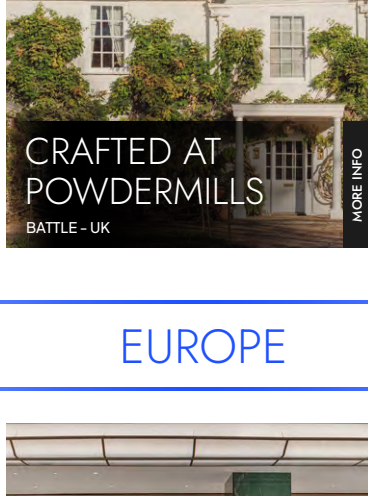 CRAFTED AT
POWDERMILLS
BATTLE – UK
MORE INFO
EUROPE